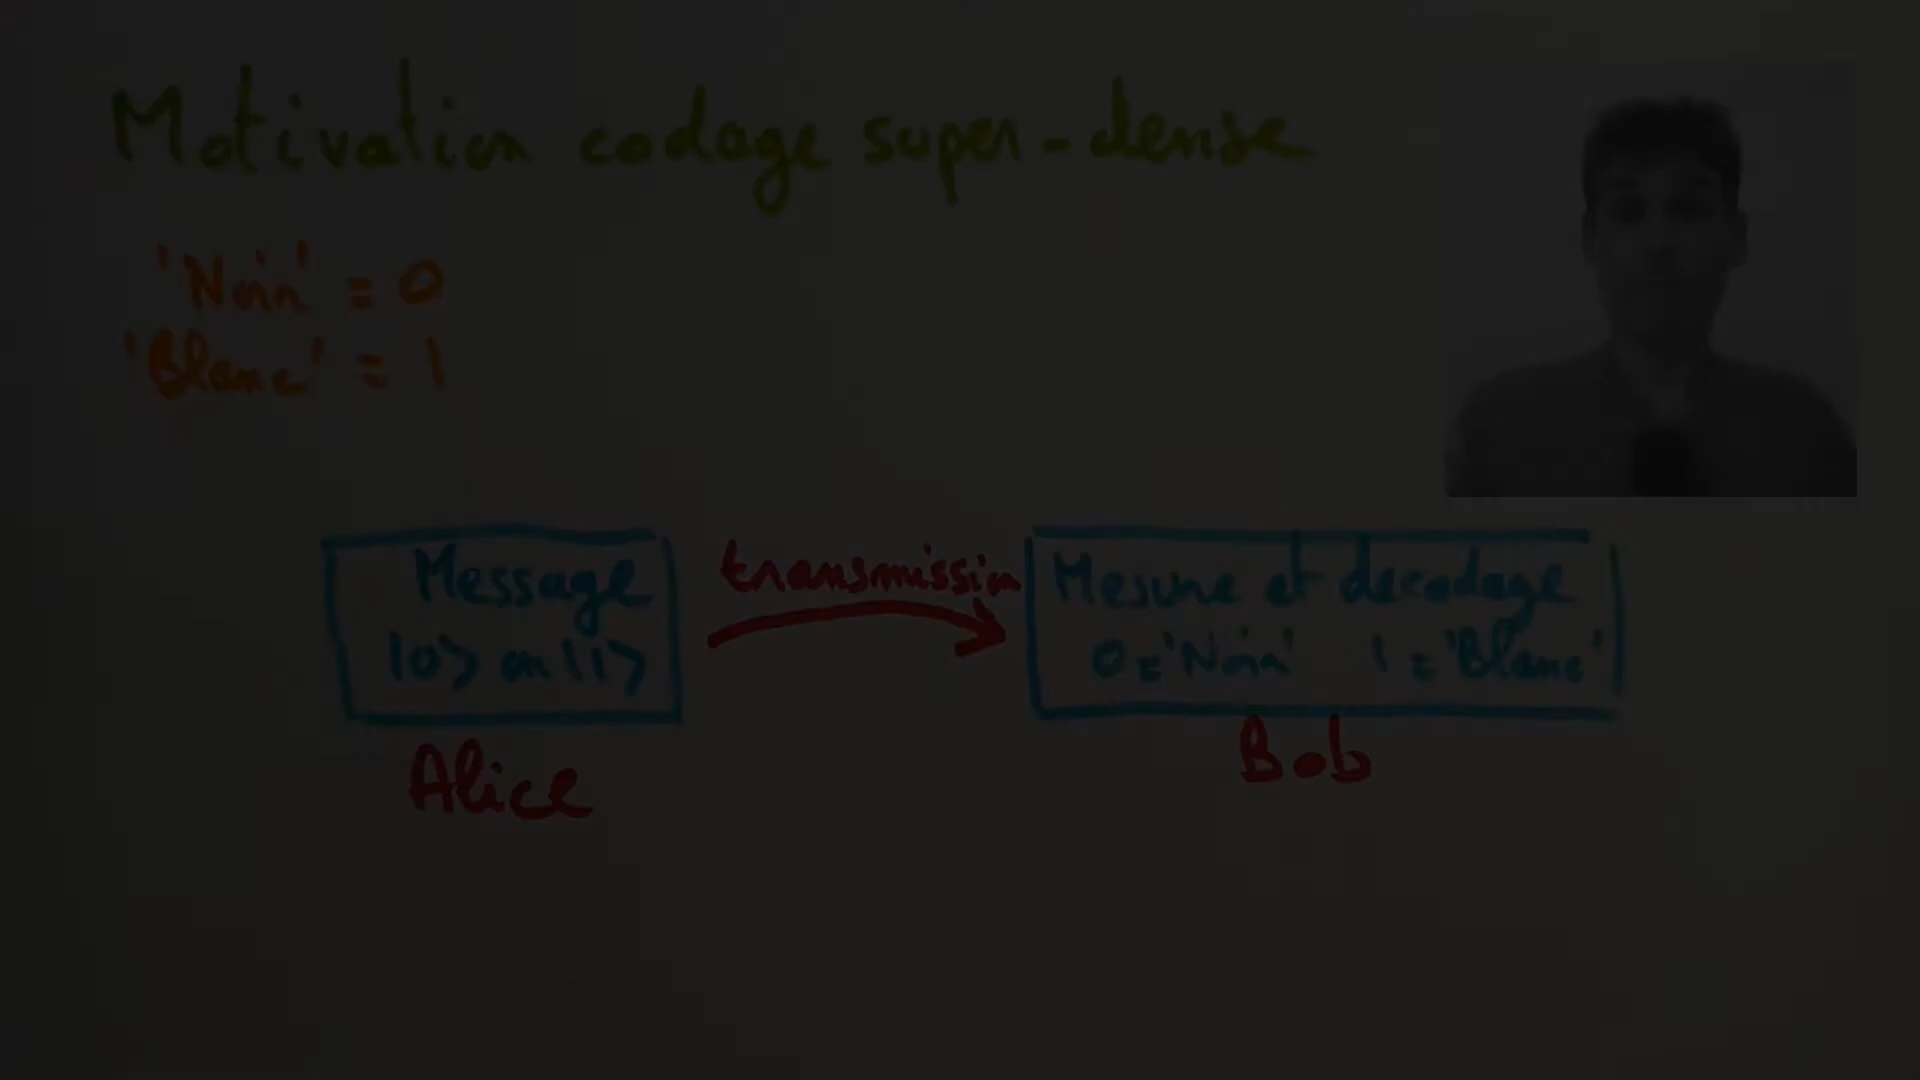 Motivation codage super-dense
'Noir' = 0
'Blanc' = 1
Message
|0> ou |1>
transmission
Mesure et décodage
0 = 'Noir' 1 = 'Blanc'
Alice
Bob